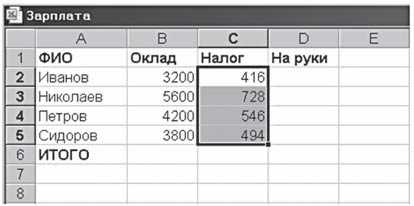 Зарплата
A B C D E
1 ФИО Оклад Налог На руки
2 Иванов 3200 416
3 Николаев 5600 728
4 Петров 4200 546
5 Сидоров 3800 494
6 ИТОГО
7
8